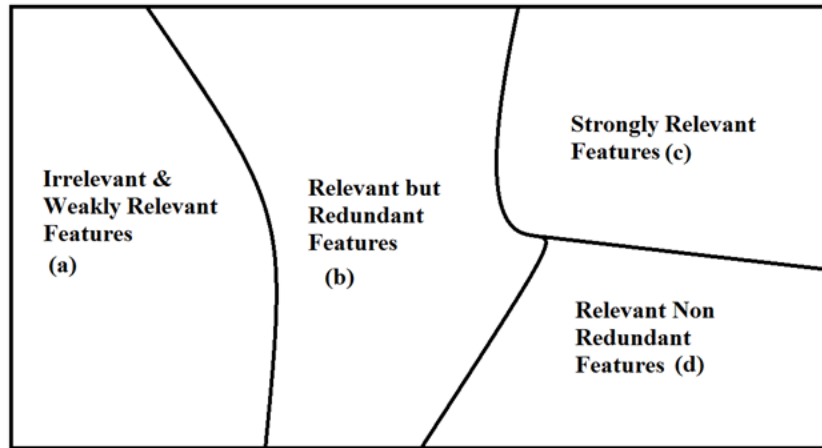 Irrelevant &
Weakly Relevant
Features
(a)
Relevant but
Redundant
Features
(b)
Strongly Relevant
Features (c)
Relevant Non
Redundant
Features (d)